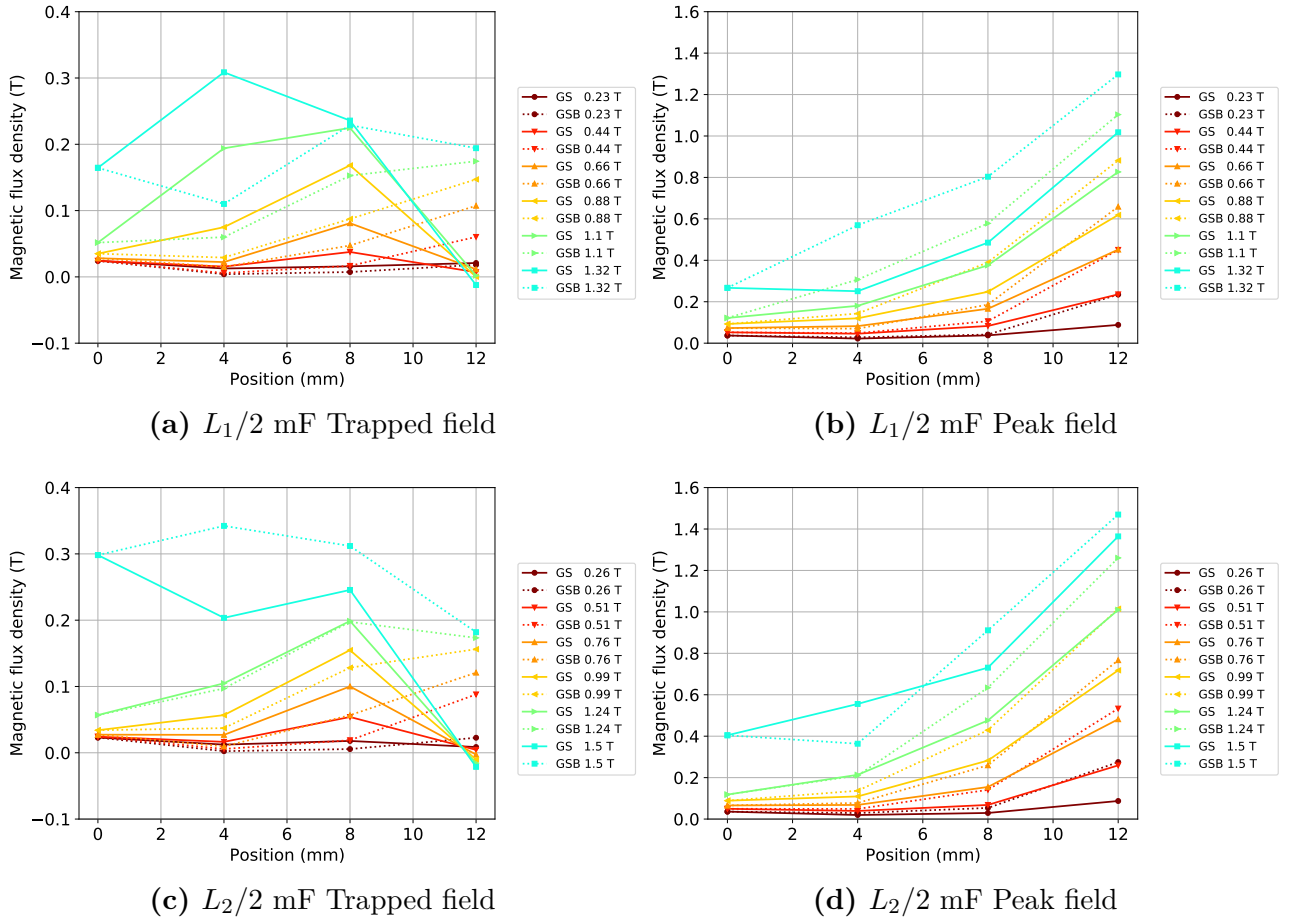 0.4
0.3
0.2
0.1
0.0
−0.1
Magnetic flux density (T)
0 2 4 6 8 10 12
Position (mm)
GS 0.23 T
GSB 0.23 T
GS 0.44 T
GSB 0.44 T
GS 0.66 T
GSB 0.66 T
GS 0.88 T
GSB 0.88 T
GS 1.1 T
GSB 1.1 T
GS 1.32 T
GSB 1.32 T
(a) L₁/2 mF Trapped field
1.6
1.4
1.2
1.0
0.8
0.6
0.4
0.2
0.0
Magnetic flux density (T)
0 2 4 6 8 10 12
Position (mm)
GS 0.23 T
GSB 0.23 T
GS 0.44 T
GSB 0.44 T
GS 0.66 T
GSB 0.66 T
GS 0.88 T
GSB 0.88 T
GS 1.1 T
GSB 1.1 T
GS 1.32 T
GSB 1.32 T
(b) L₁/2 mF Peak field
0.4
0.3
0.2
0.1
0.0
−0.1
Magnetic flux density (T)
0 2 4 6 8 10 12
Position (mm)
GS 0.26 T
GSB 0.26 T
GS 0.51 T
GSB 0.51 T
GS 0.76 T
GSB 0.76 T
GS 0.99 T
GSB 0.99 T
GS 1.24 T
GSB 1.24 T
GS 1.5 T
GSB 1.5 T
(c) L₂/2 mF Trapped field
1.6
1.4
1.2
1.0
0.8
0.6
0.4
0.2
0.0
Magnetic flux density (T)
0 2 4 6 8 10 12
Position (mm)
GS 0.26 T
GSB 0.26 T
GS 0.51 T
GSB 0.51 T
GS 0.76 T
GSB 0.76 T
GS 0.99 T
GSB 0.99 T
GS 1.24 T
GSB 1.24 T
GS 1.5 T
GSB 1.5 T
(d) L₂/2 mF Peak field